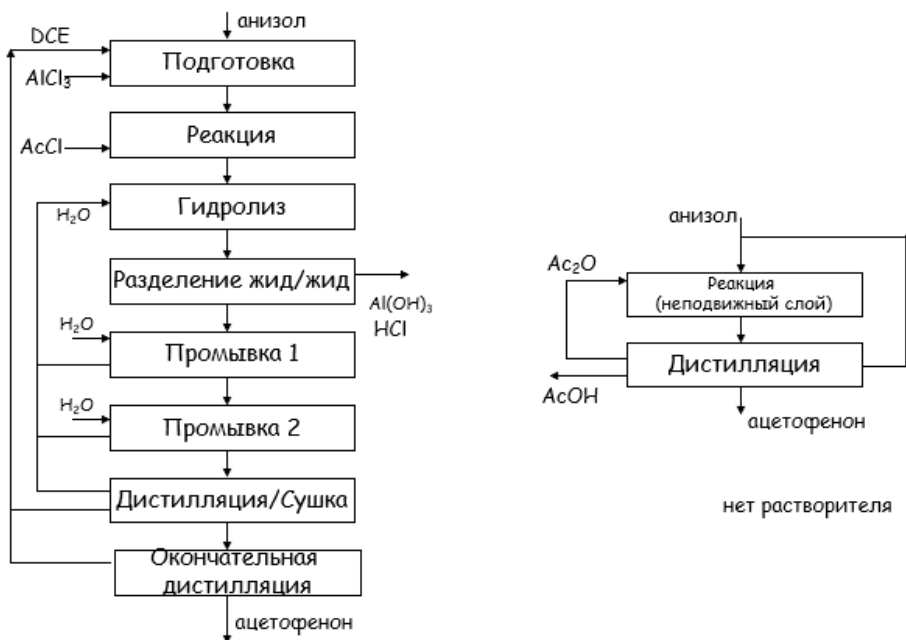 анизол
DCE
Подготовка
AlCl₃
Реакция
AcCl
Гидролиз
H₂O
Разделение жид/жид
Al(OH)₃
HCl
H₂O
Промывка 1
H₂O
Промывка 2
Дистилляция/Сушка
Окончательная
дистилляция
ацетофенон
анизол
Ac₂O
Реакция
(неподвижный слой)
Дистилляция
AcOH
ацетофенон
нет растворителя